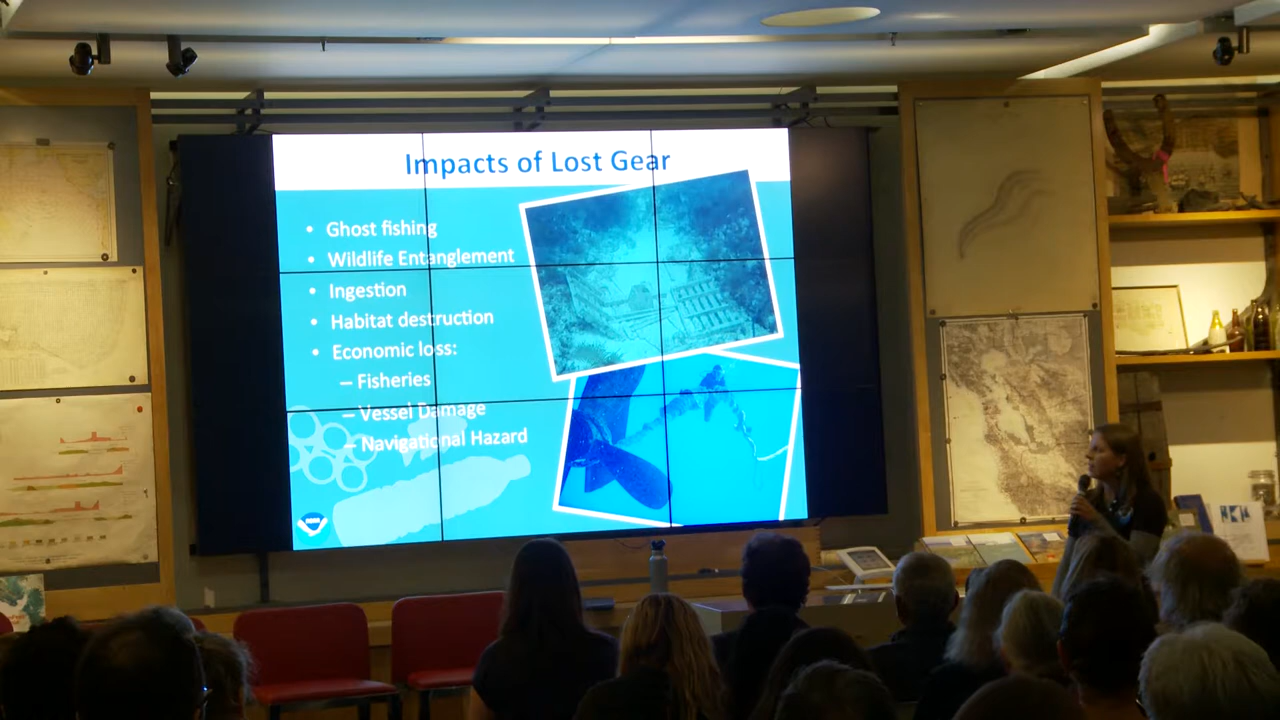 Impacts of Lost Gear
• Ghost fishing
• Wildlife Entanglement
• Ingestion
• Habitat destruction
• Economic loss:
– Fisheries
– Vessel Damage
– Navigational Hazard